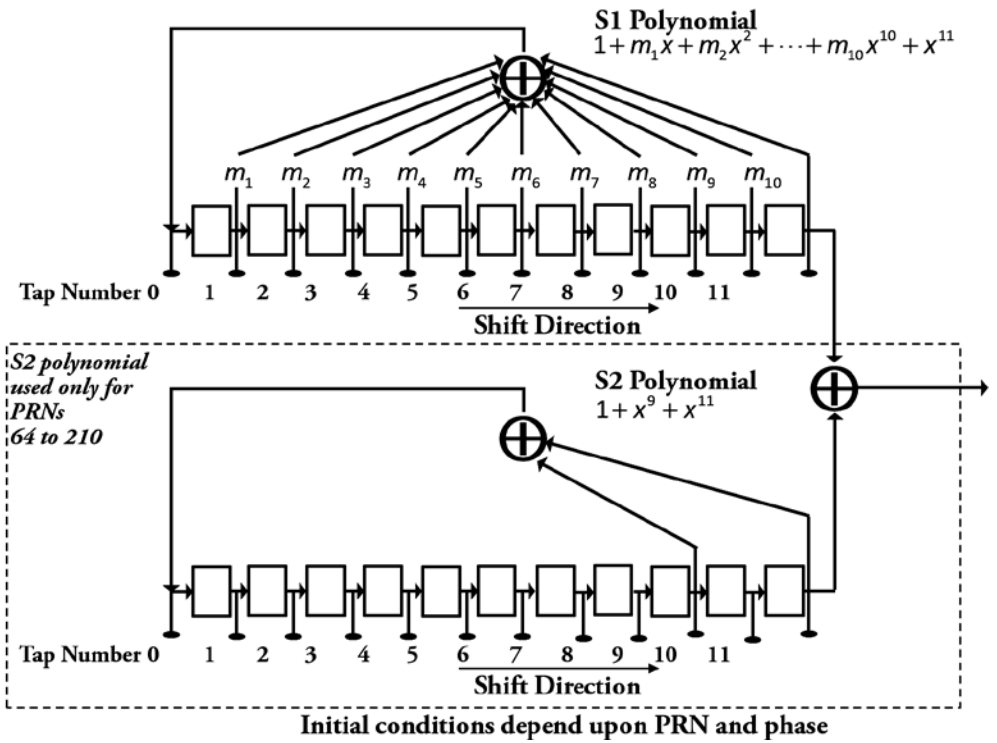 S1 Polynomial
1+m₁x+m₂x²+⋯+m₁₀x¹⁰+x¹¹
m₁ m₂ m₃ m₄ m₅ m₆ m₇ m₈ m₉ m₁₀
Tap Number 0 1 2 3 4 5 6 7 8 9 10 11
Shift Direction
S2 polynomial
used only for
PRNs
64 to 210
S2 Polynomial
1+x⁹+x¹¹
Tap Number 0 1 2 3 4 5 6 7 8 9 10 11
Shift Direction
Initial conditions depend upon PRN and phase